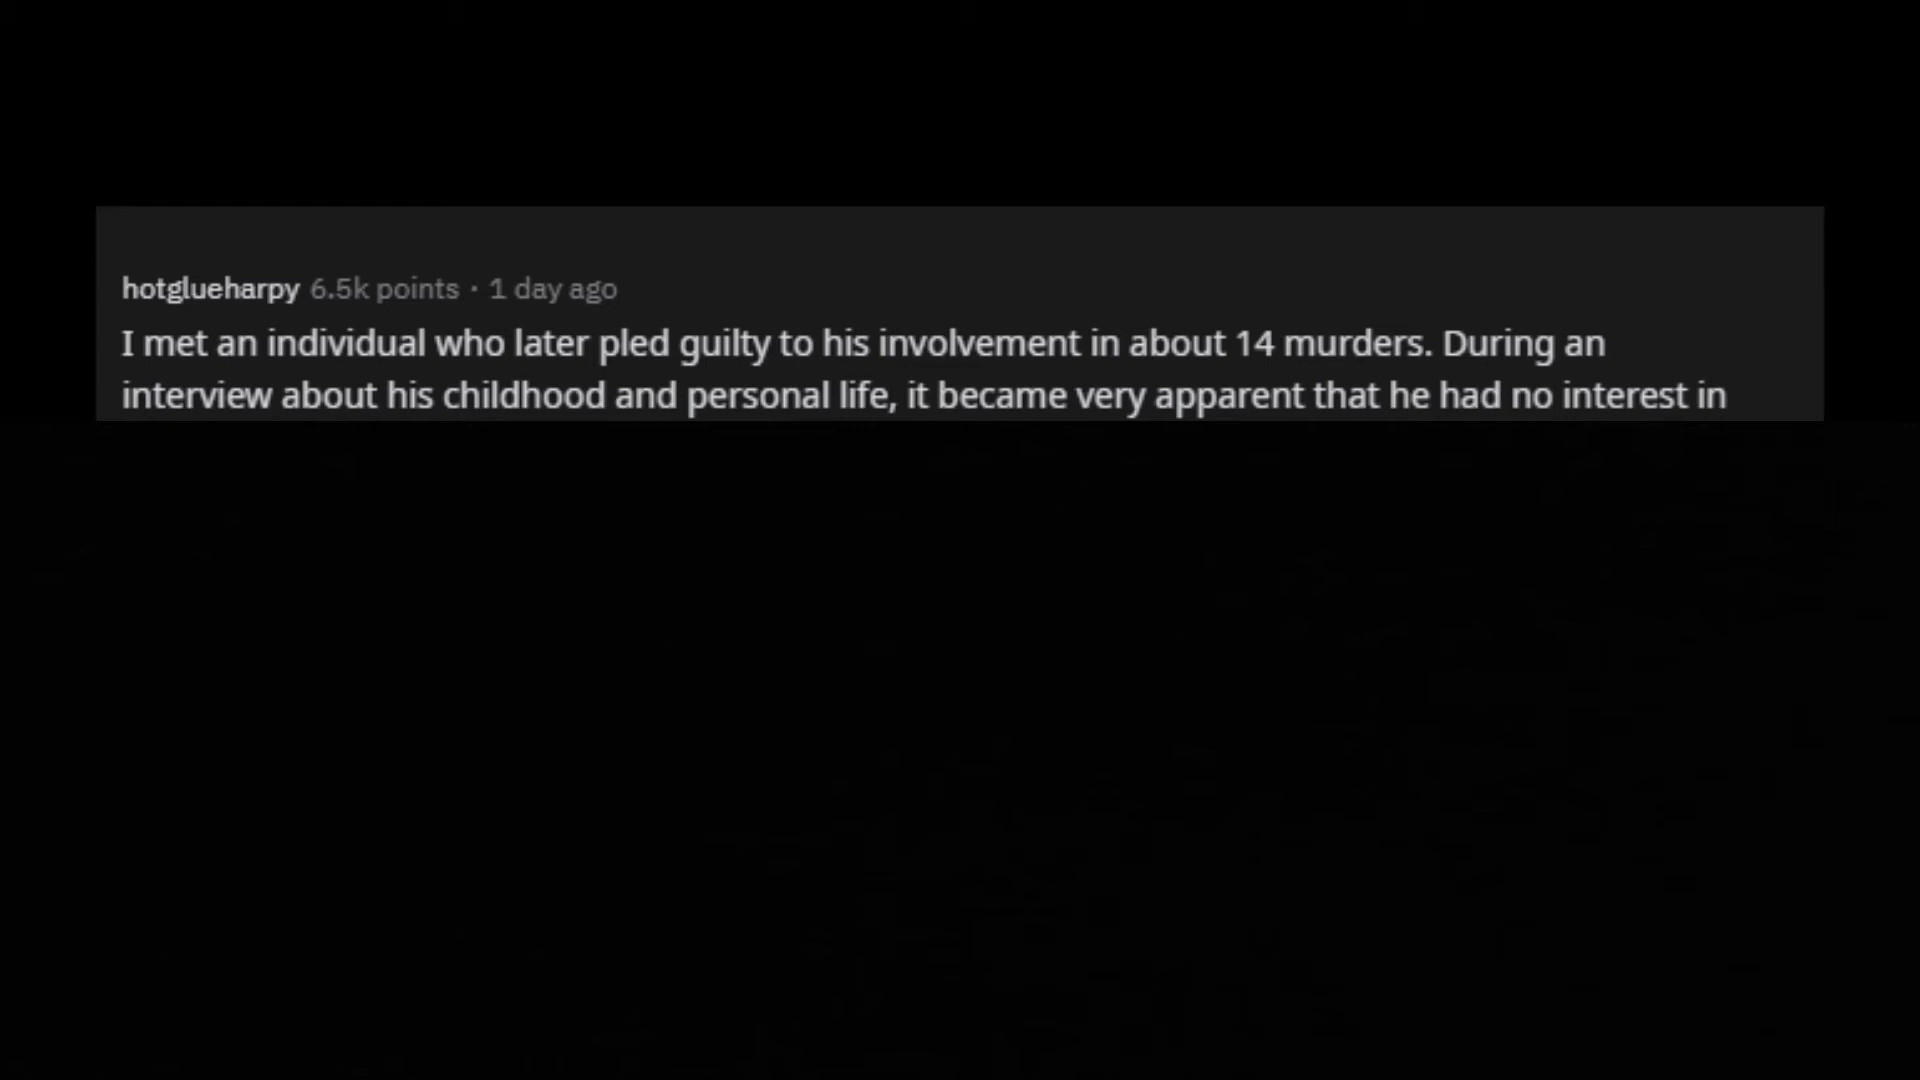 hotglueharpy 6.5k points · 1 day ago
I met an individual who later pled guilty to his involvement in about 14 murders. During an
interview about his childhood and personal life, it became very apparent that he had no interest in